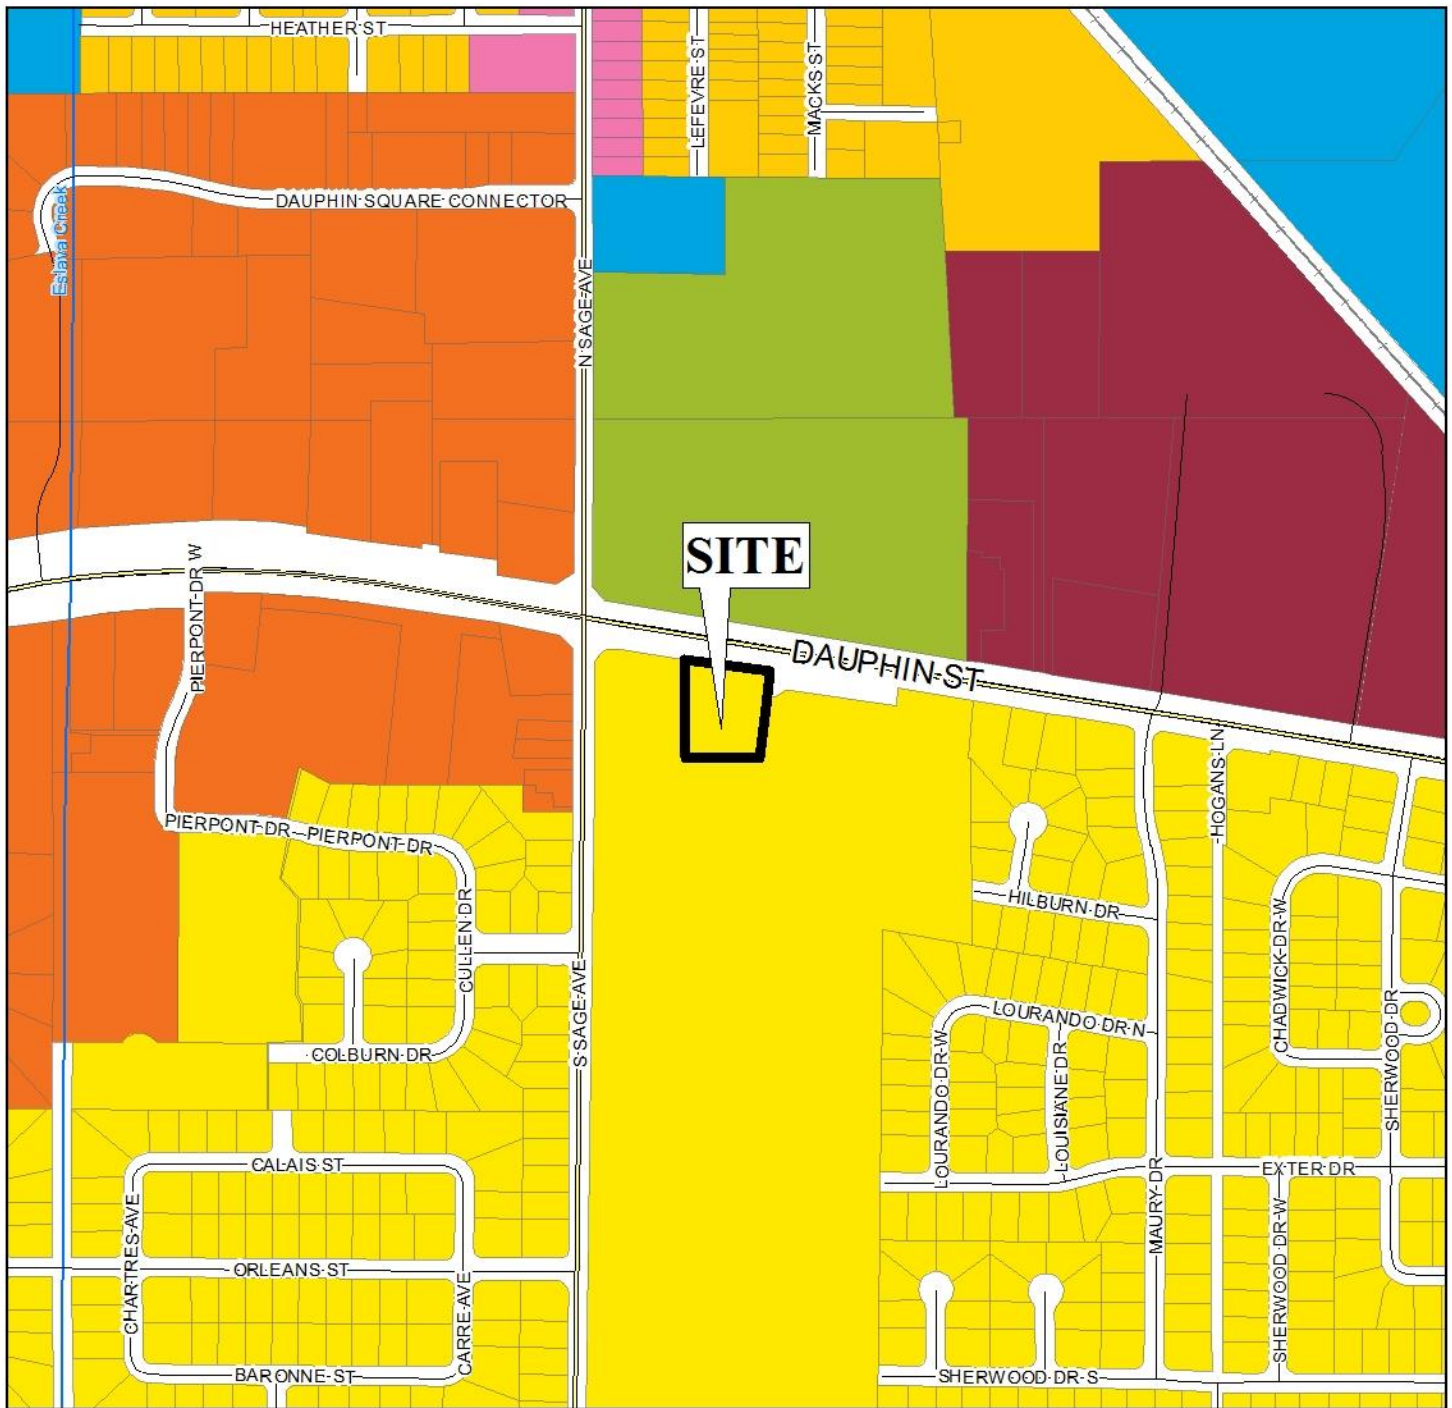 HEATHER ST
LEFEVRE ST
MACKS ST
DAUPHIN SQUARE CONNECTOR
Eslava Creek
N SAGE AVE
SITE
PIERPONT DR W
DAUPHIN ST
HOGANS LN
PIERPONT DR
PIERPONT DR
CULLEN DR
HILBURN DR
CHADWICK DR W
S SAGE AVE
SHERWOOD DR
LOURANDO DR N
COLBURN DR
LOURANDO DR W
LOUISIANE DR
CALAIS ST
EXTER DR
MAURY DR
CHARTRES AVE
SHERWOOD DR W
ORLEANS ST
CARRE AVE
BARONNE ST
SHERWOOD DR S